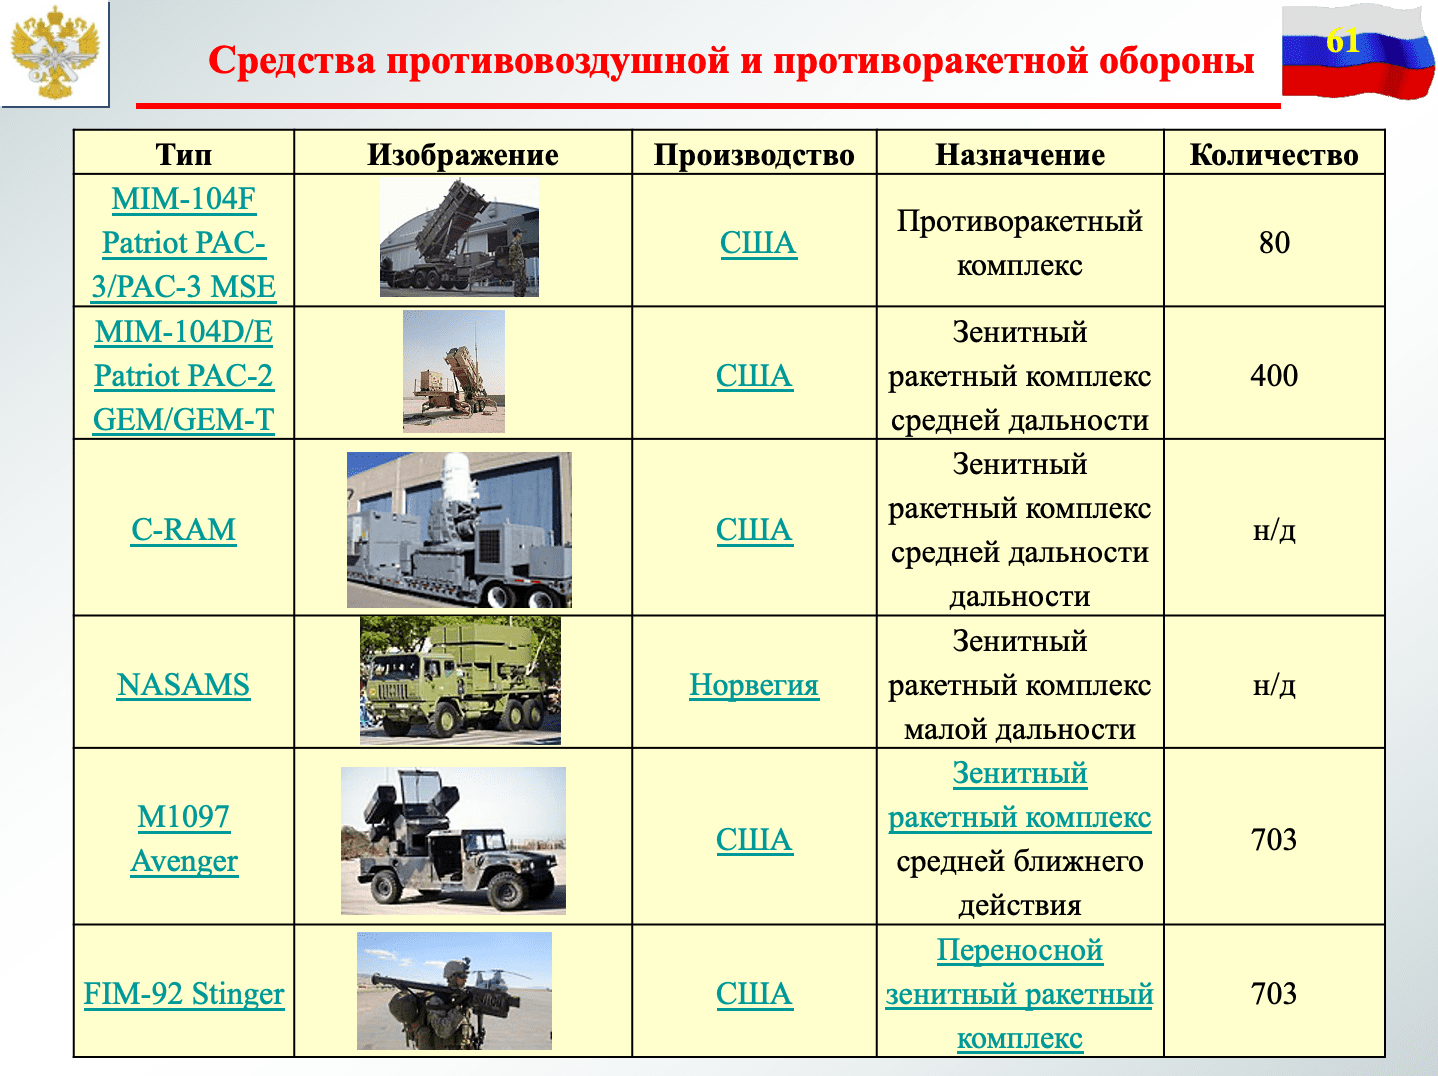 61
Средства противовоздушной и противоракетной обороны
Тип
Изображение
Производство
Назначение
Количество
MIM-104F
Patriot PAC-
3/PAC-3 MSE
США
Противоракетный
комплекс
80
MIM-104D/E
Patriot PAC-2
GEM/GEM-T
США
Зенитный
ракетный комплекс
средней дальности
400
C-RAM
США
Зенитный
ракетный комплекс
средней дальности
дальности
н/д
NASAMS
Норвегия
Зенитный
ракетный комплекс
малой дальности
н/д
M1097
Avenger
США
Зенитный
ракетный комплекс
средней ближнего
действия
703
FIM-92 Stinger
США
Переносной
зенитный ракетный
комплекс
703